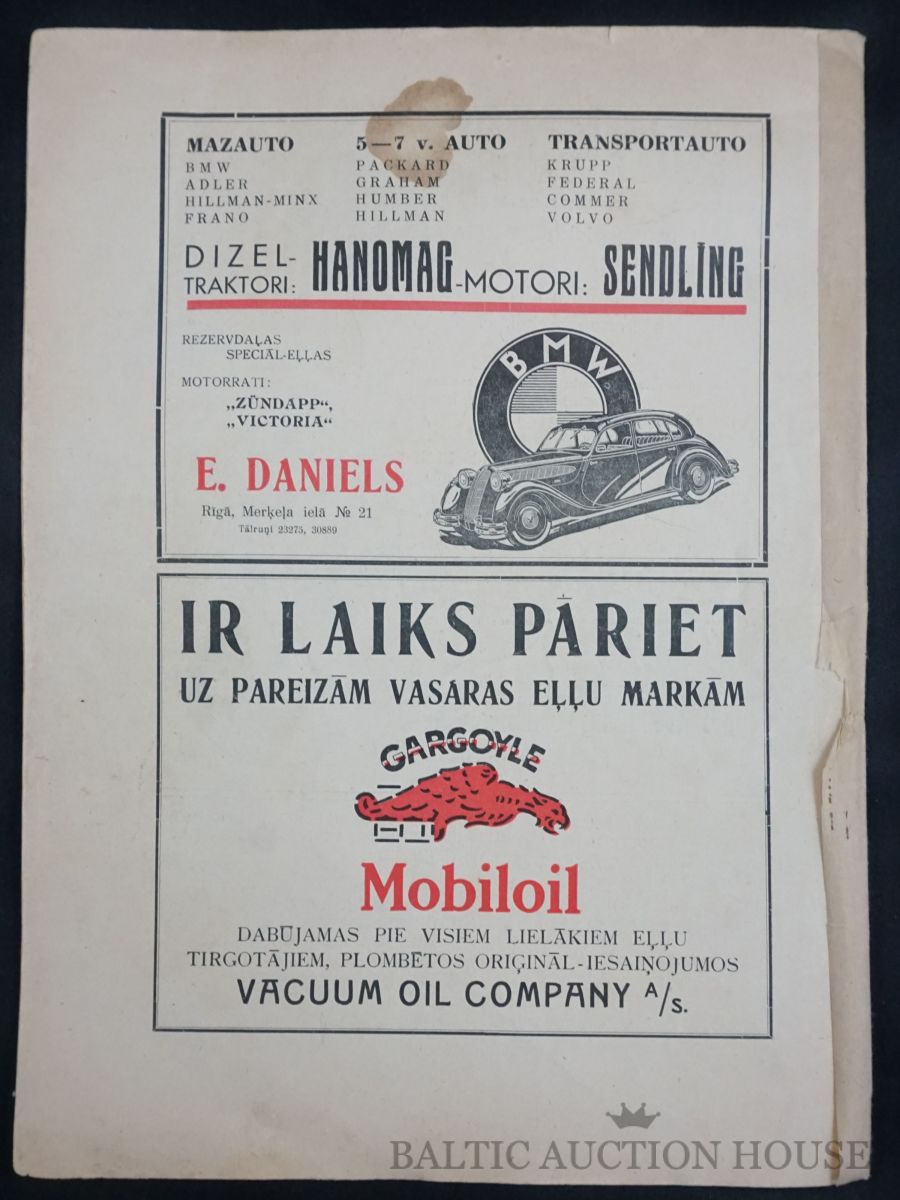 MAZAUTO
BMW
ADLER
HILLMAN-MINX
FRANO
5—7 v. AUTO
PACKARD
GRAHAM
HUMBER
HILLMAN
TRANSPORTAUTO
KRUPP
FEDERAL
COMMER
VOLVO
DIZEL-
TRAKTORI: HANOMAG-MOTORI: SENDLĪNG
REZERVDAĻAS
SPECIĀL-EĻĻAS
MOTORRATI:
„ZÜNDAPP“,
„VICTORIA“
E. DANIELS
Rīgā, Merķeļa ielā № 21
Tālruņi 23275, 30889
BMW
IR LAIKS PĀRIET
UZ PAREIZĀM VASARAS EĻĻU MARKĀM
GARGOYLE
Mobiloil
DABŪJAMAS PIE VISIEM LIELĀKIEM EĻĻU
TIRGOTĀJIEM, PLOMBĒTOS ORIĢINĀL-IESAIŅOJUMOS
VACUUM OIL COMPANY A/s.
BALTIC AUCTION HOUSE